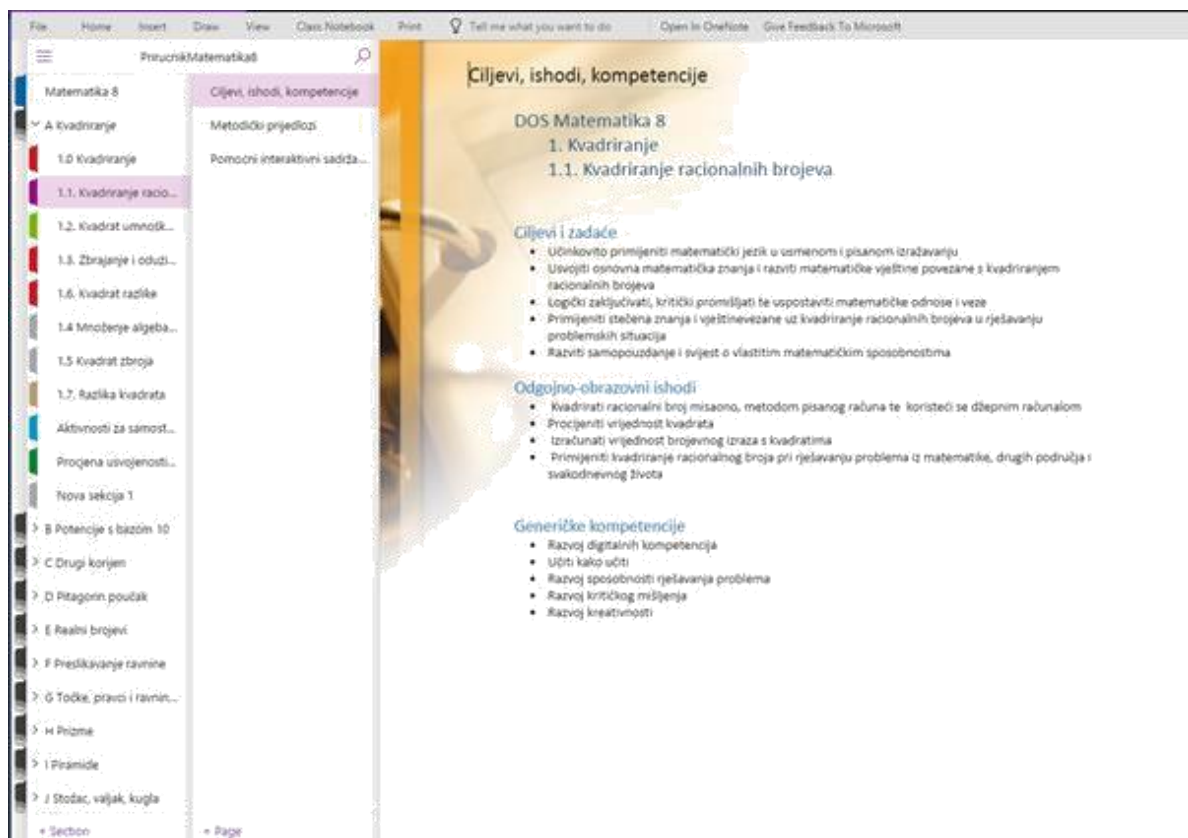 File Home Insert Draw View Class Notebook Print Tell me what you want to do Open In OneNote Give Feedback To Microsoft
PrirucnikMatematika8
Matematika 8
A Kvadriranje
1.0 Kvadriranje
1.1. Kvadriranje racio...
1.2. Kvadrat umnošk...
1.3. Zbrajanje i oduzi...
1.6. Kvadrat razlike
1.4 Množenje algeba...
1.5 Kvadrat zbroja
1.7. Razlika kvadrata
Aktivnosti za samost...
Procjena usvojenosti...
Nova sekcija 1
B Potencije s bazom 10
C Drugi korijen
D Pitagorin poučak
E Realni brojevi
F Preslikavanje ravnine
G Točke, pravci i ravnin...
H Prizme
I Piramide
J Stožac, valjak, kugla
+ Section
Ciljevi, ishodi, kompetencije
Metodički prijedlozi
Pomoćni interaktivni sadrža...
+ Page
Ciljevi, ishodi, kompetencije
DOS Matematika 8
1. Kvadriranje
1.1. Kvadriranje racionalnih brojeva
Ciljevi i zadaće
• Učinkovito primijeniti matematički jezik u usmenom i pisanom izražavanju
• Usvojiti osnovna matematička znanja i razviti matematičke vještine povezane s kvadriranjem
racionalnih brojeva
• Logički zaključivati, kritički promišljati te uspostaviti matematičke odnose i veze
• Primijeniti stečena znanja i vještinevezane uz kvadriranje racionalnih brojeva u rješavanju
problemskih situacija
• Razviti samopouzdanje i svijest o vlastitim matematičkim sposobnostima
Odgojno-obrazovni ishodi
• Kvadrirati racionalni broj misaono, metodom pisanog računa te koristeći se džepnim računalom
• Procijeniti vrijednost kvadrata
• Izračunati vrijednost brojevnog izraza s kvadratima
• Primijeniti kvadriranje racionalnog broja pri rješavanju problema iz matematike, drugih područja i
svakodnevnog života
Generičke kompetencije
• Razvoj digitalnih kompetencija
• Učiti kako učiti
• Razvoj sposobnosti rješavanja problema
• Razvoj kritičkog mišljenja
• Razvoj kreativnosti